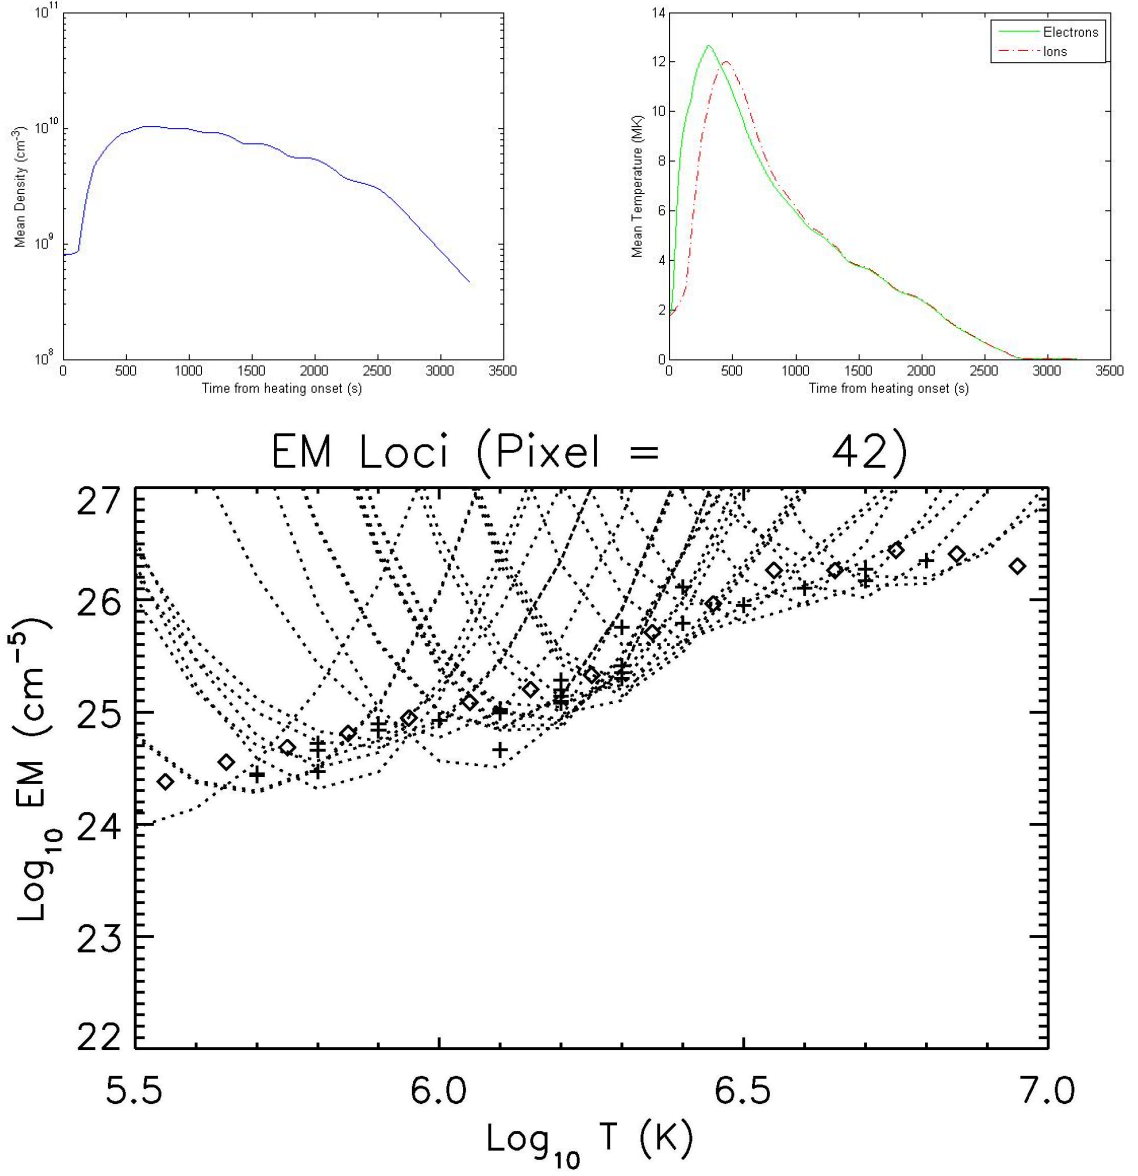 10^11
10^10
10^9
10^8
Mean Density (cm^-3)
0 500 1000 1500 2000 2500 3000 3500
Time from heating onset (s)
14
12
10
8
6
4
2
0
Mean Temperature (MK)
Electrons
Ions
0 500 1000 1500 2000 2500 3000 3500
Time from heating onset (s)
EM Loci (Pixel = 42)
27
26
25
24
23
22
Log_10 EM (cm^-5)
5.5 6.0 6.5 7.0
Log_10 T (K)